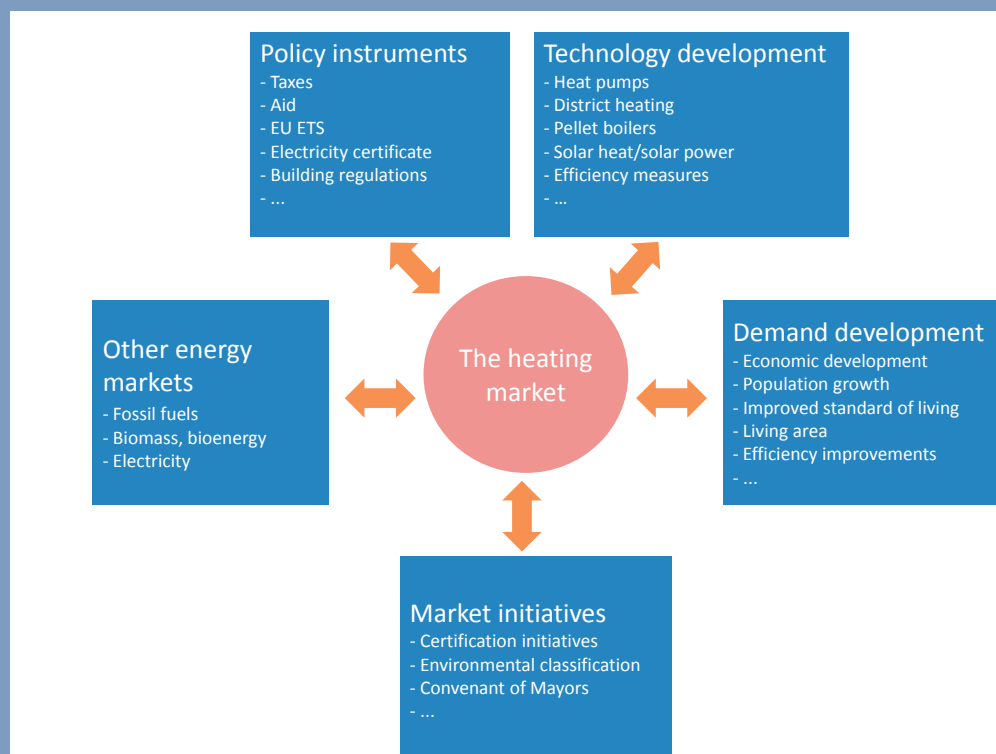 Policy instruments
- Taxes
- Aid
- EU ETS
- Electricity certificate
- Building regulations
- ...
Technology development
- Heat pumps
- District heating
- Pellet boilers
- Solar heat/solar power
- Efficiency measures
- ...
Other energy
markets
- Fossil fuels
- Biomass, bioenergy
- Electricity
The heating
market
Demand development
- Economic development
- Population growth
- Improved standard of living
- Living area
- Efficiency improvements
- ...
Market initiatives
- Certification initiatives
- Environmental classification
- Convenant of Mayors
- ...